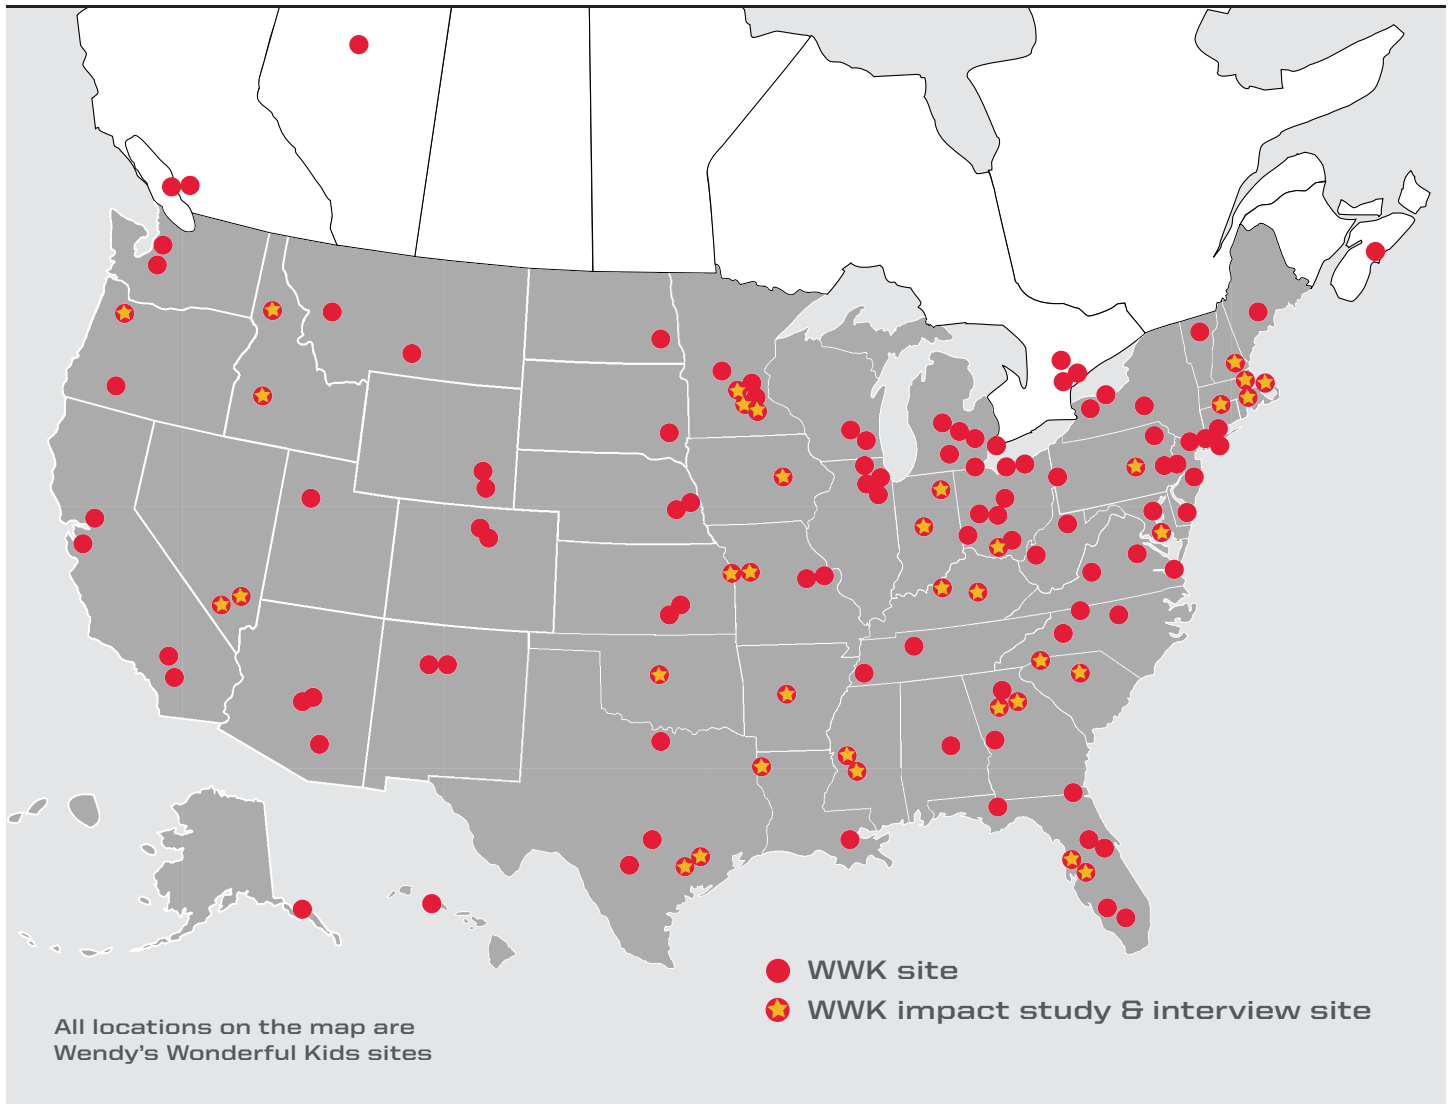 WWK site
WWK impact study & interview site
All locations on the map are
Wendy’s Wonderful Kids sites